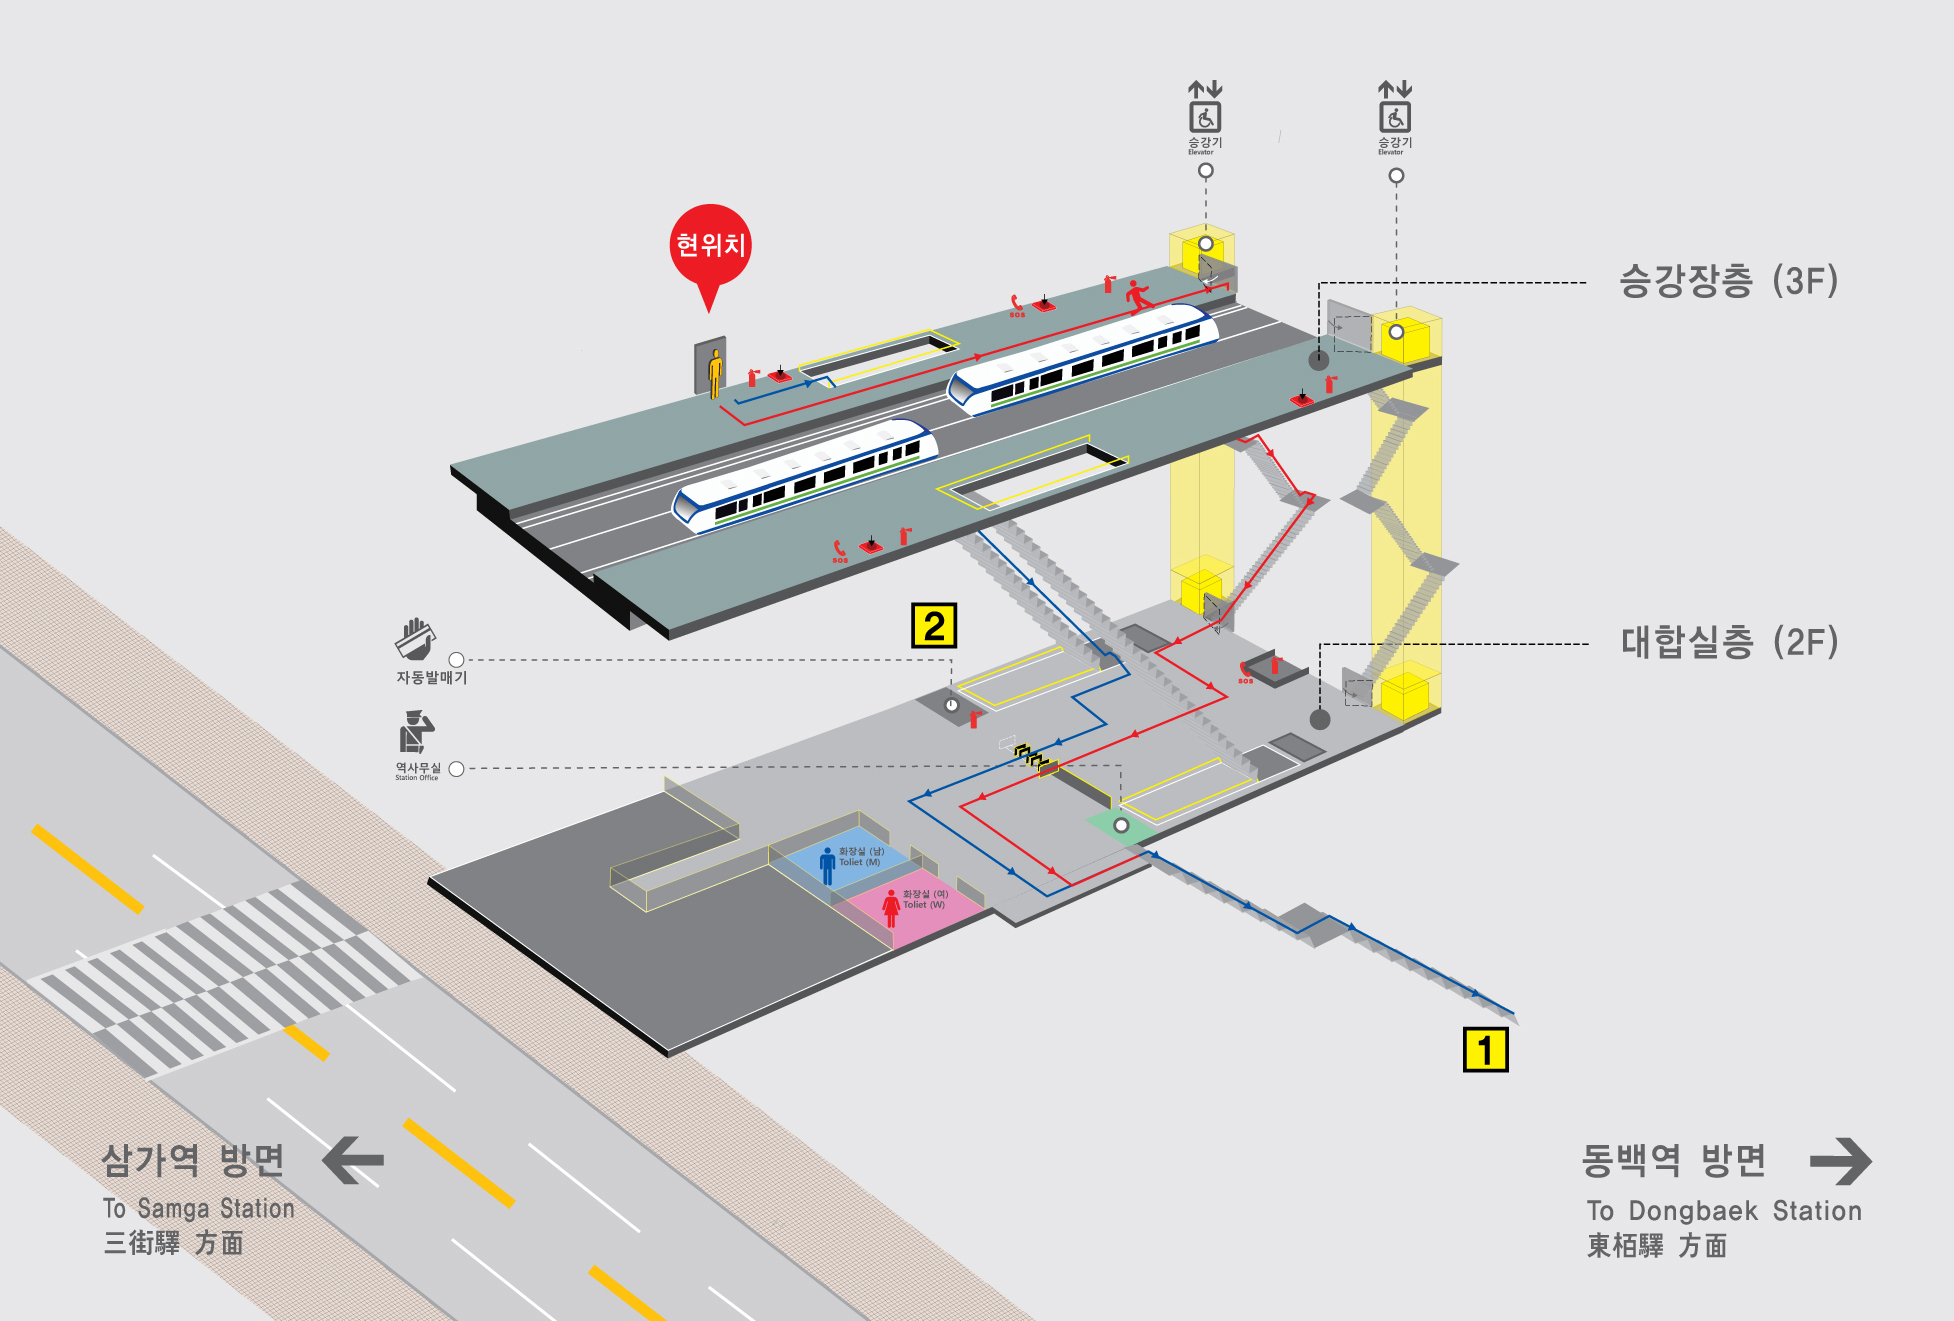 승강기
Elevator
승강기
Elevator
현위치
승강장층 (3F)
SOS
SOS
2
대합실층 (2F)
자동발매기
SOS
역사무실
Station Office
화장실 (남)
Toliet (M)
화장실 (여)
Toliet (W)
1
삼가역 방면
To Samga Station
三街驛 方面
동백역 방면
To Dongbaek Station
東栢驛 方面